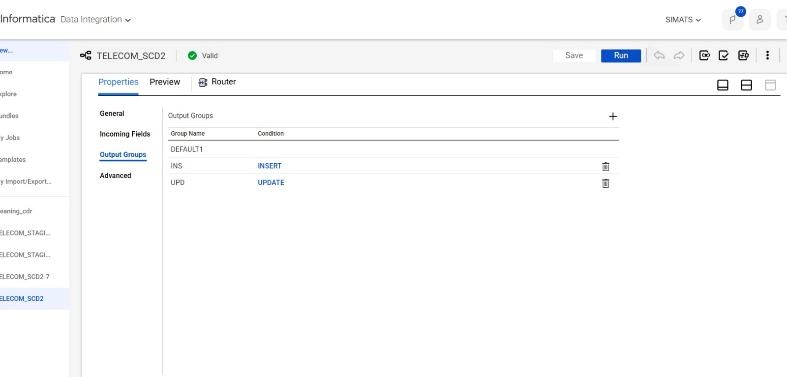 Informatica Data Integration
SIMATS
77
ew...
TELECOM_SCD2
Valid
Save
Run
ome
Properties
Preview
Router
xplore
undles
y Jobs
emplates
y Import/Export...
eaning_cdr
ELECOM_STAGI...
ELECOM_STAGI...
ELECOM_SCD2-7
ELECOM_SCD2
General
Incoming Fields
Output Groups
Advanced
Output Groups
Group Name Condition
DEFAULT1
INS INSERT
UPD UPDATE